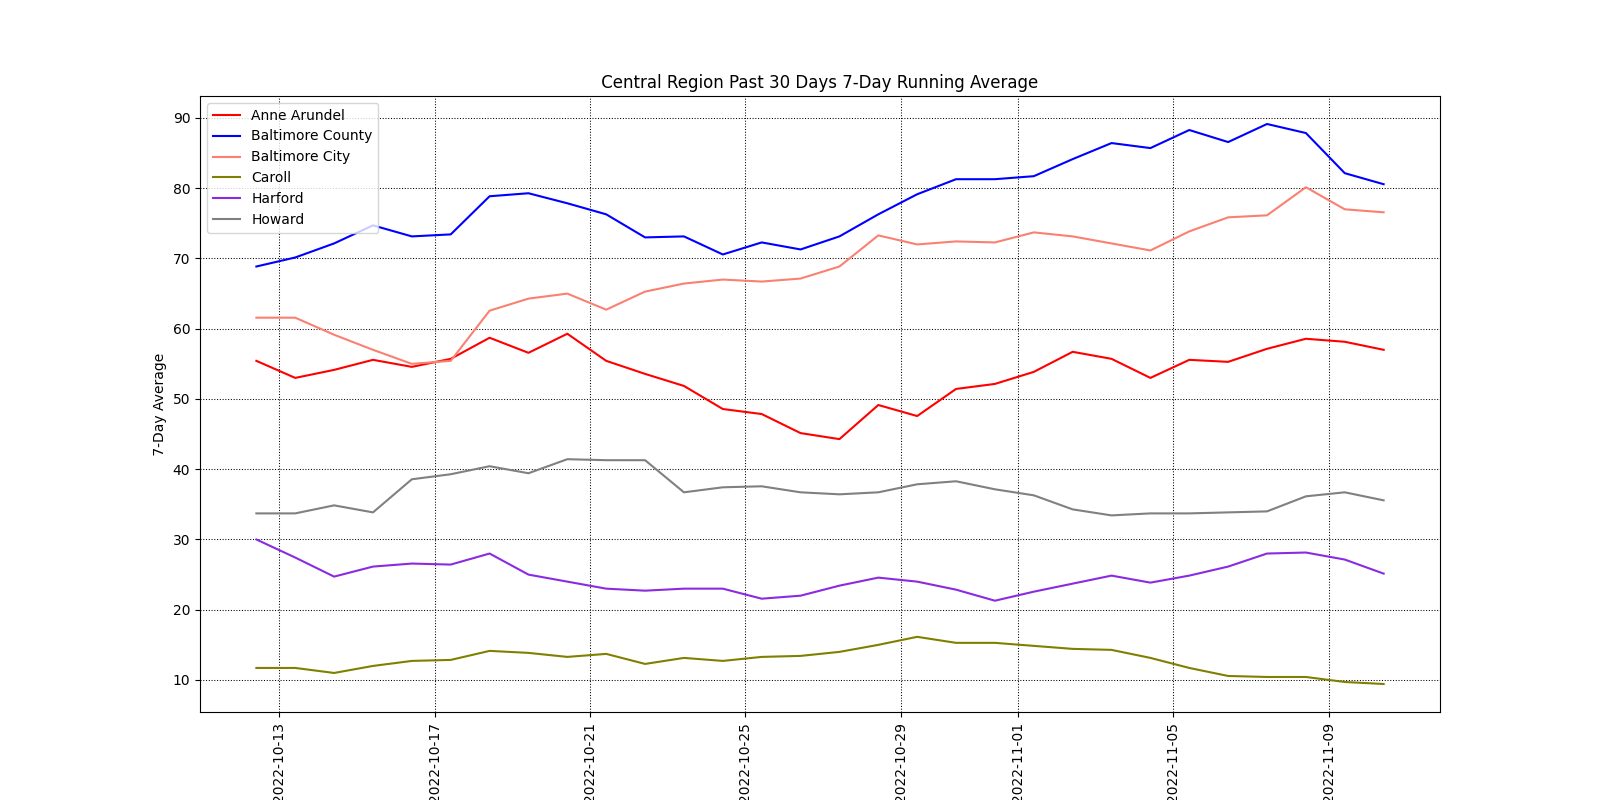 Central Region Past 30 Days 7-Day Running Average
Anne Arundel
Baltimore County
Baltimore City
Caroll
Harford
Howard
7-Day Average
90
80
70
60
50
40
30
20
10
2022-10-13
2022-10-17
2022-10-21
2022-10-25
2022-10-29
2022-11-01
2022-11-05
2022-11-09